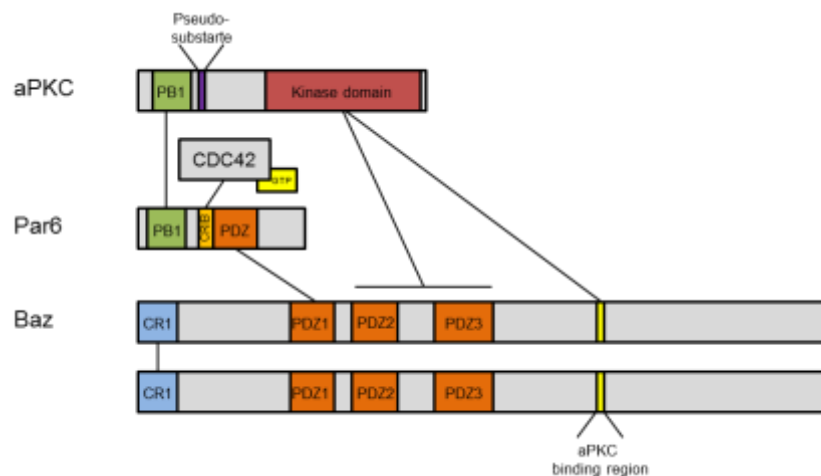 Pseudo-
substarte
aPKC
PB1
Kinase domain
CDC42
GTP
Par6
PB1
CRIB
PDZ
Baz
CR1
PDZ1
PDZ2
PDZ3
CR1
PDZ1
PDZ2
PDZ3
aPKC
binding region